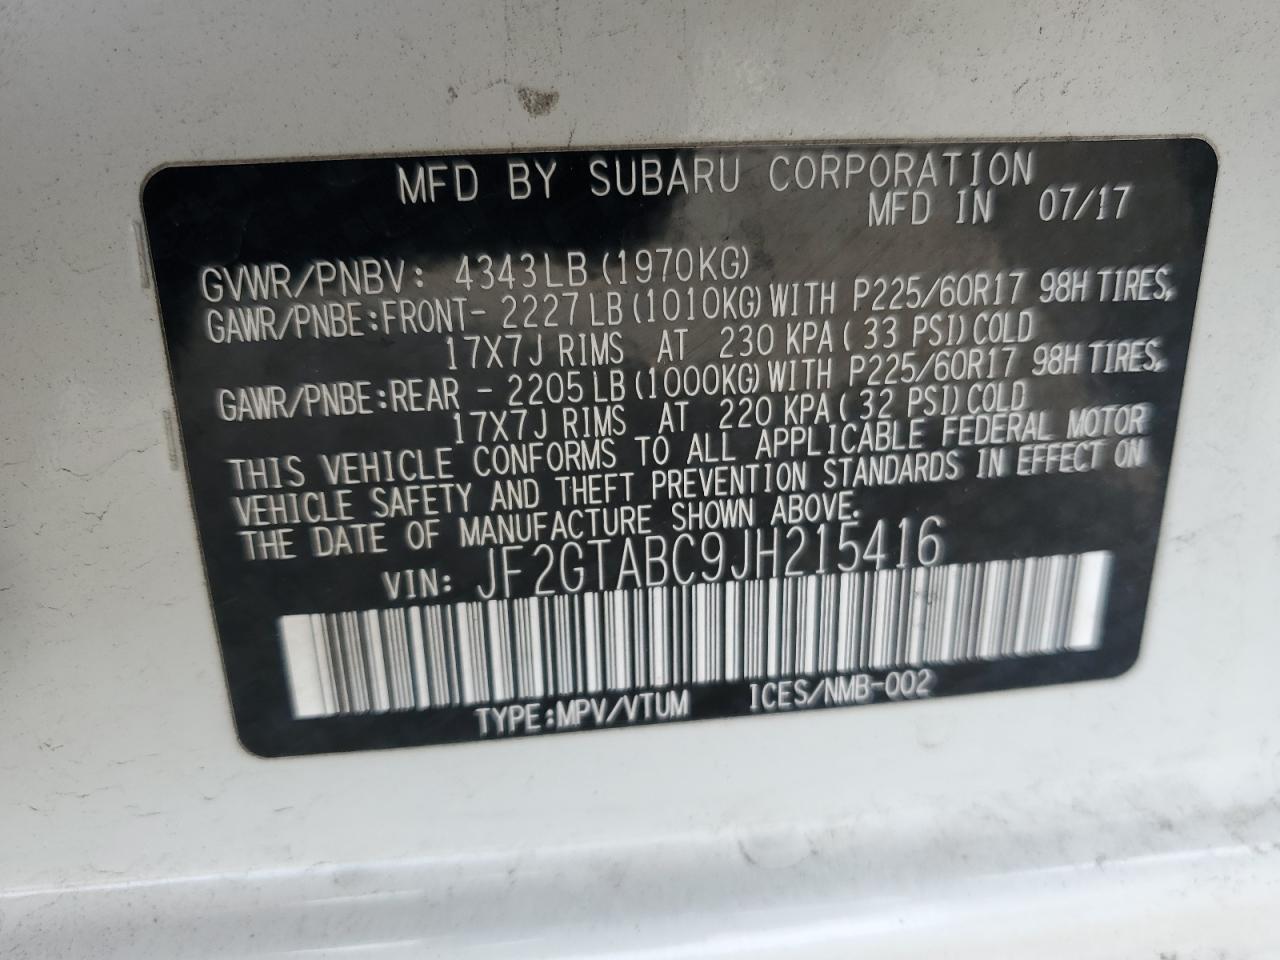 MFD BY SUBARU CORPORATION
MFD IN 07/17
GVWR/PNBV: 4343LB (1970KG)
GAWR/PNBE:FRONT- 2227LB (1010KG) WITH P225/60R17 98H TIRES,
17X7J RIMS AT 230 KPA ( 33 PSI) COLD
GAWR/PNBE:REAR - 2205LB (1000KG) WITH P225/60R17 98H TIRES,
17X7J RIMS AT 220 KPA ( 32 PSI) COLD
THIS VEHICLE CONFORMS TO ALL APPLICABLE FEDERAL MOTOR
VEHICLE SAFETY AND THEFT PREVENTION STANDARDS IN EFFECT ON
THE DATE OF MANUFACTURE SHOWN ABOVE.
VIN: JF2GTABC9JH215416
TYPE:MPV/VTUM ICES/NMB-002